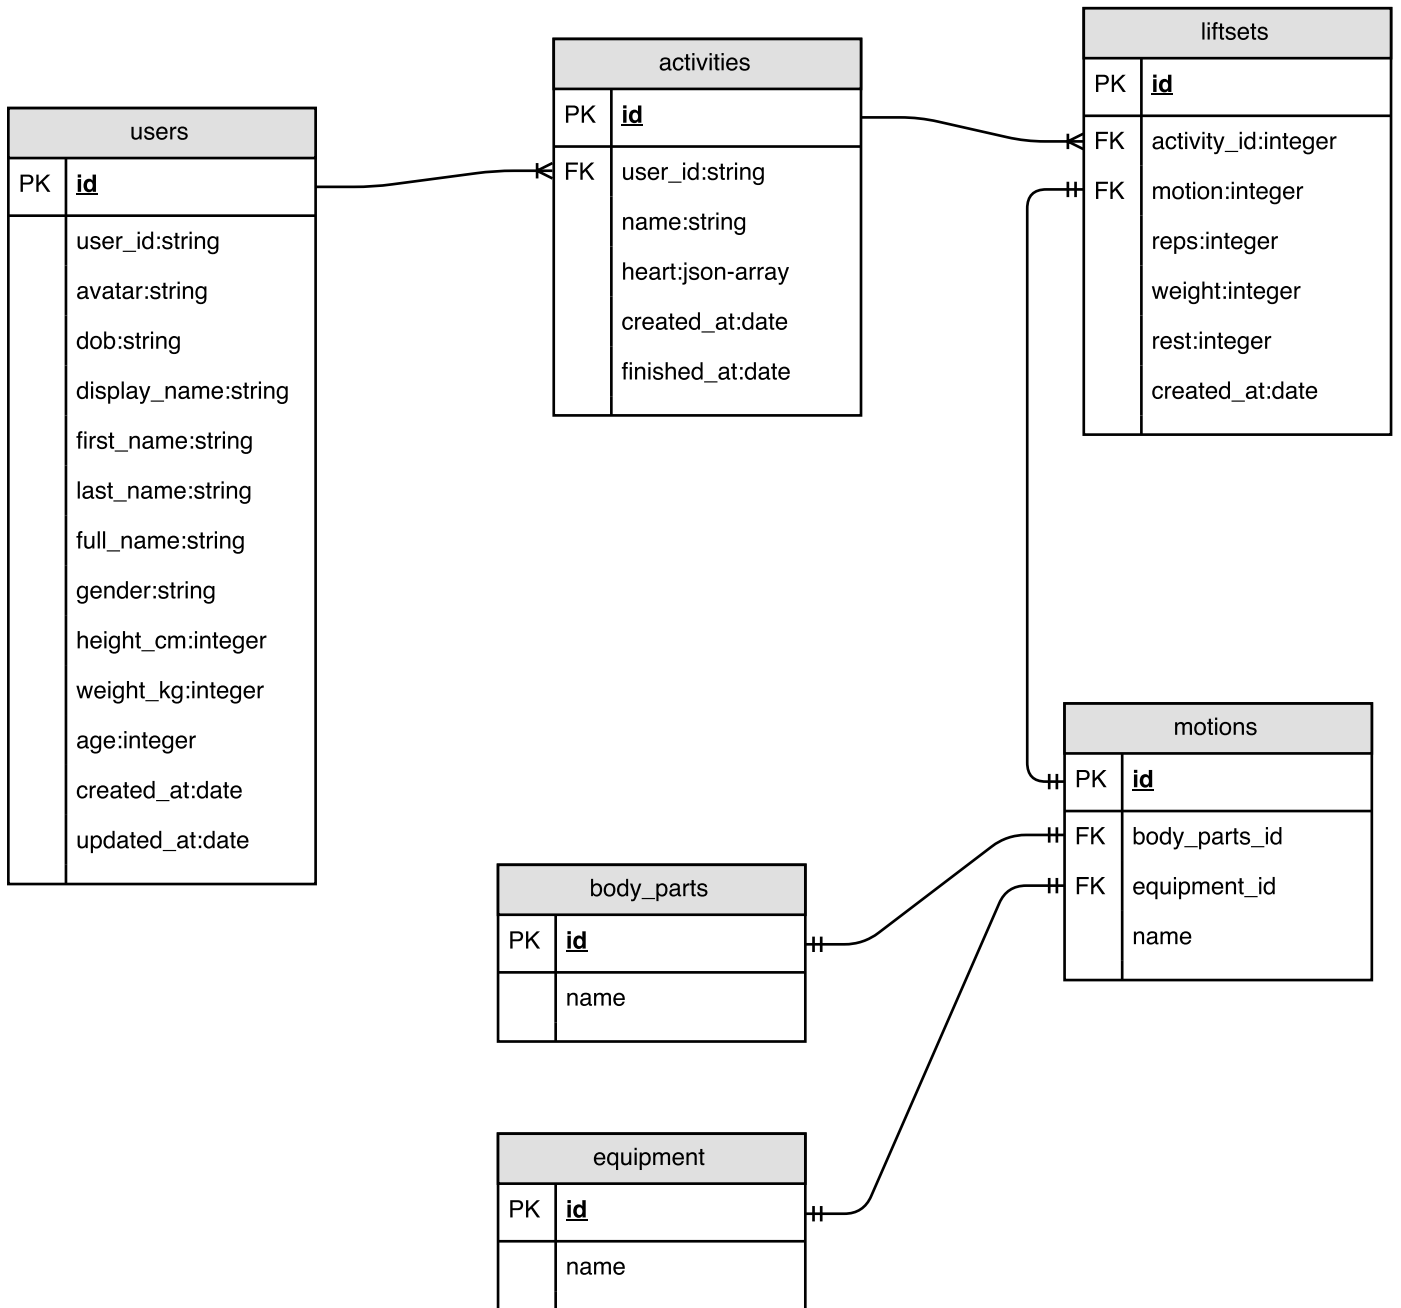 users
PK id
user_id:string
avatar:string
dob:string
display_name:string
first_name:string
last_name:string
full_name:string
gender:string
height_cm:integer
weight_kg:integer
age:integer
created_at:date
updated_at:date
activities
PK id
FK user_id:string
name:string
heart:json-array
created_at:date
finished_at:date
liftsets
PK id
FK activity_id:integer
FK motion:integer
reps:integer
weight:integer
rest:integer
created_at:date
motions
PK id
FK body_parts_id
FK equipment_id
name
body_parts
PK id
name
equipment
PK id
name